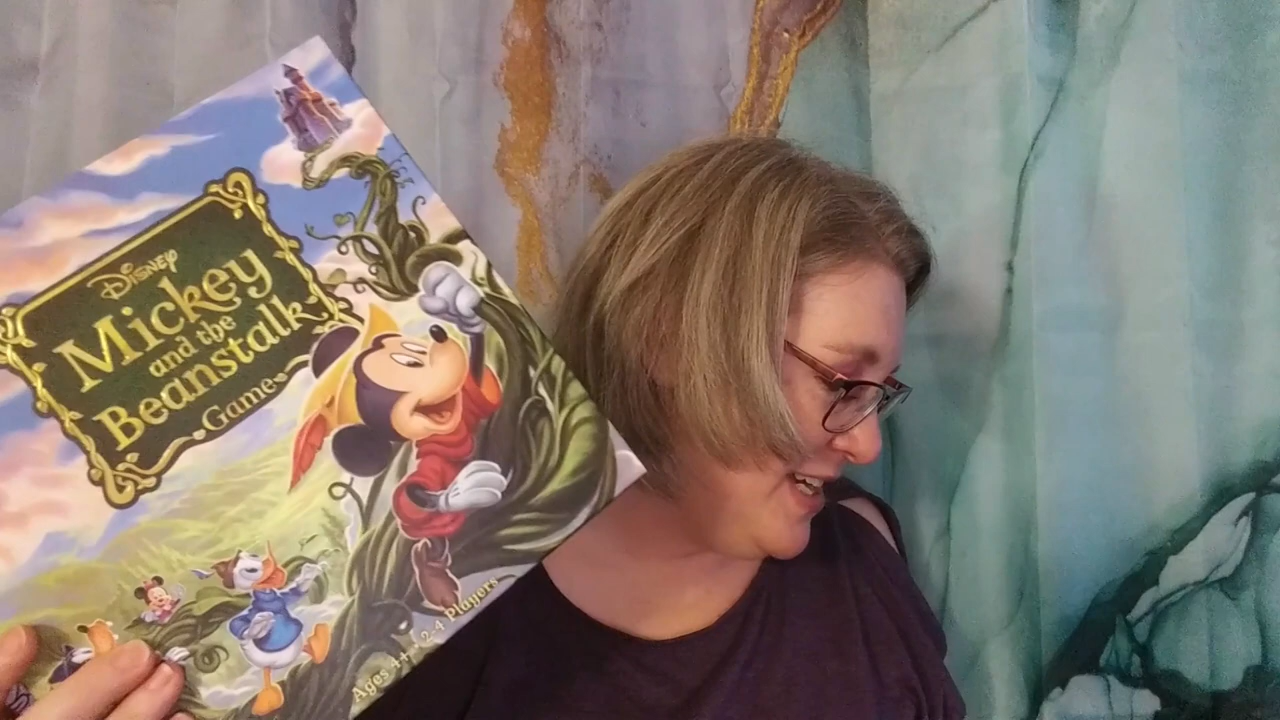 Disney
Mickey
and the
Beanstalk
Game
Ages 4+ / 2-4 Players